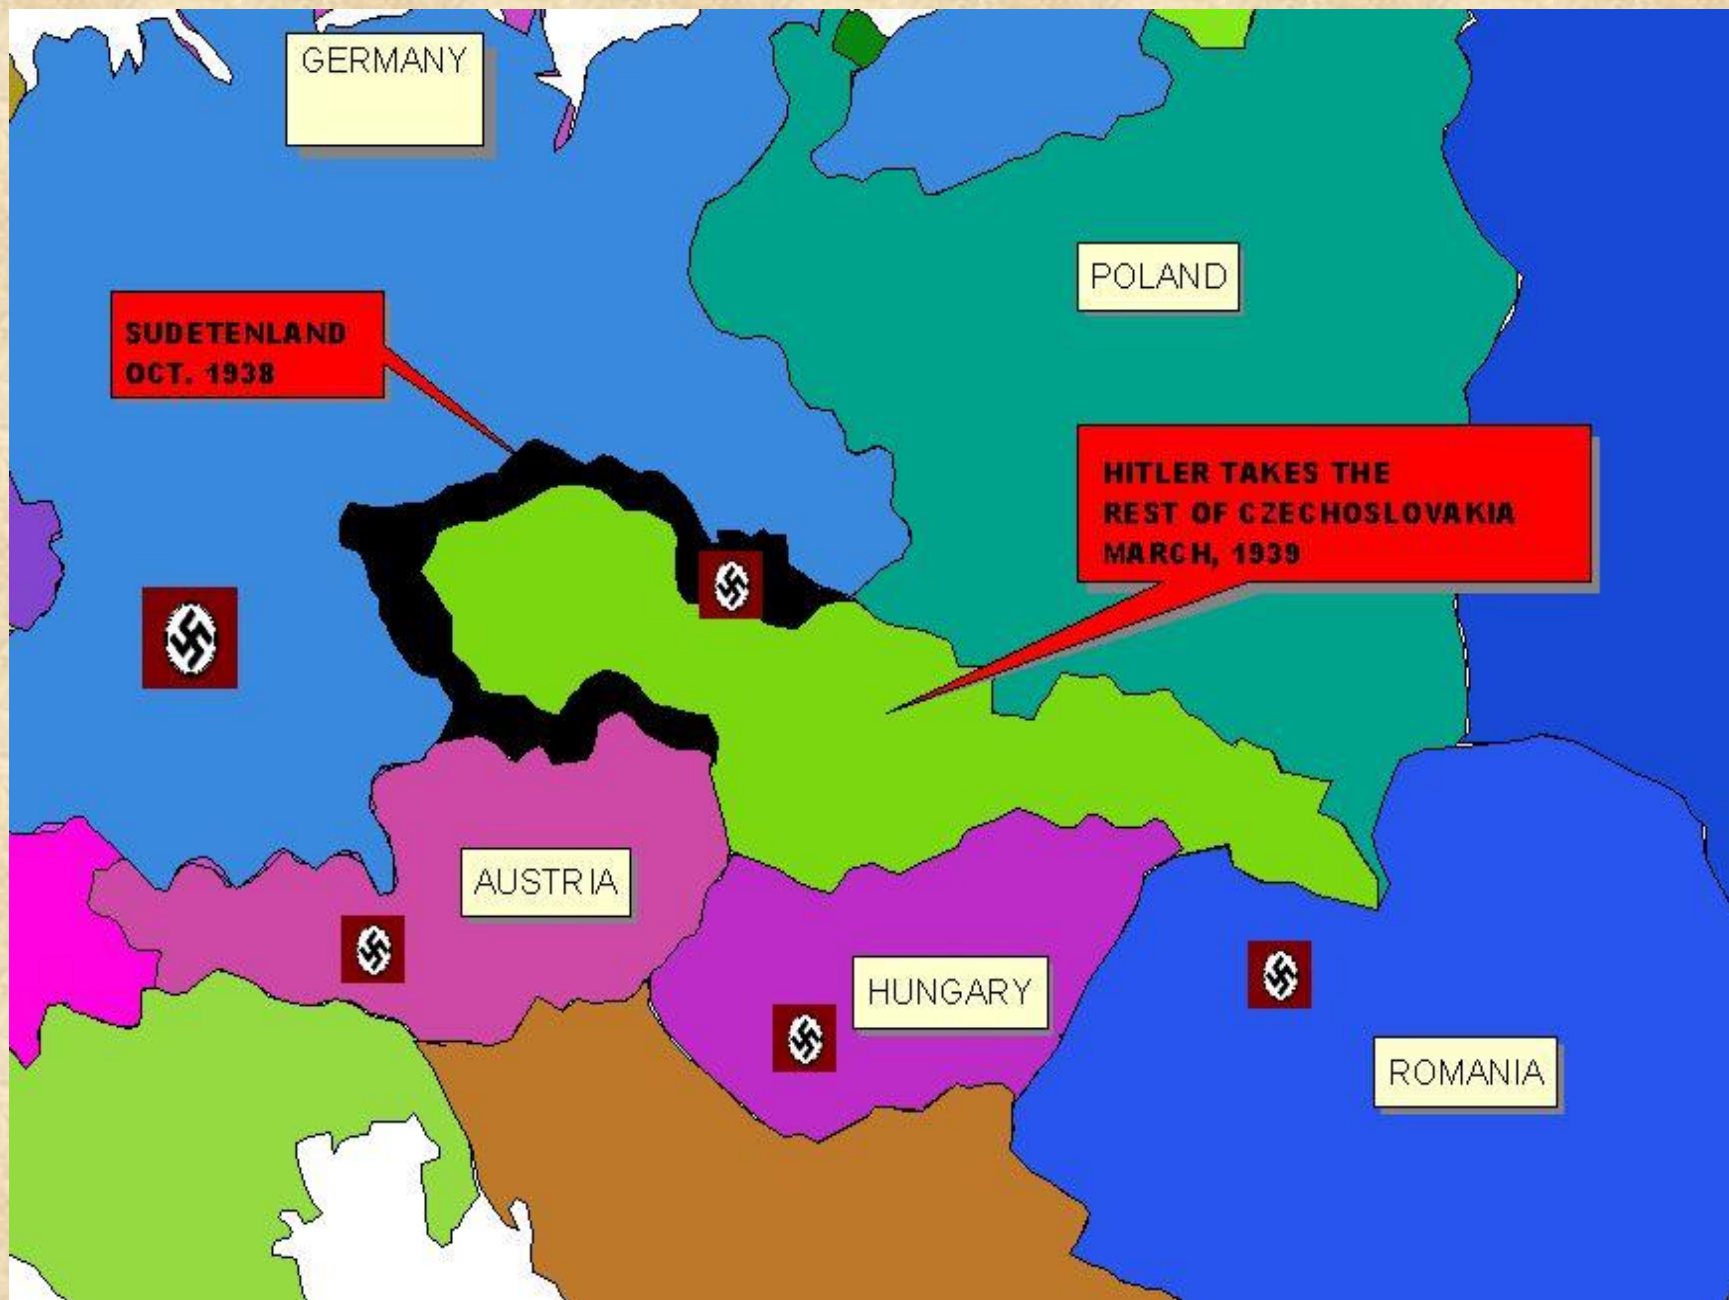 GERMANY
POLAND
SUDETENLAND
OCT. 1938
HITLER TAKES THE
REST OF CZECHOSLOVAKIA
MARCH, 1939
AUSTRIA
HUNGARY
ROMANIA